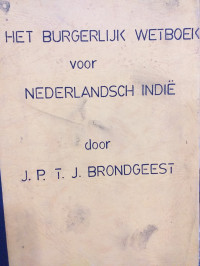 HET BURGERLIJK WETBOEK
voor
NEDERLANDSCH INDIË
door
J. P. T. J. BRONDGEEST